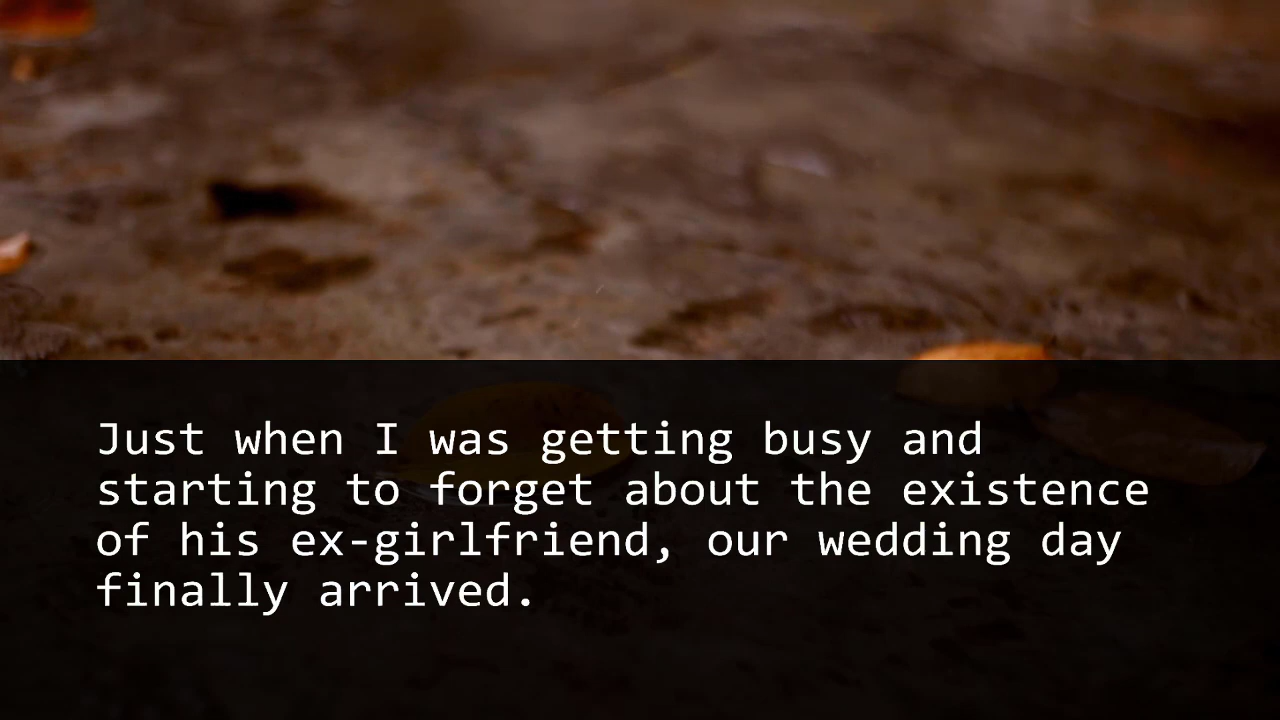 Just when I was getting busy and
starting to forget about the existence
of his ex-girlfriend, our wedding day
finally arrived.